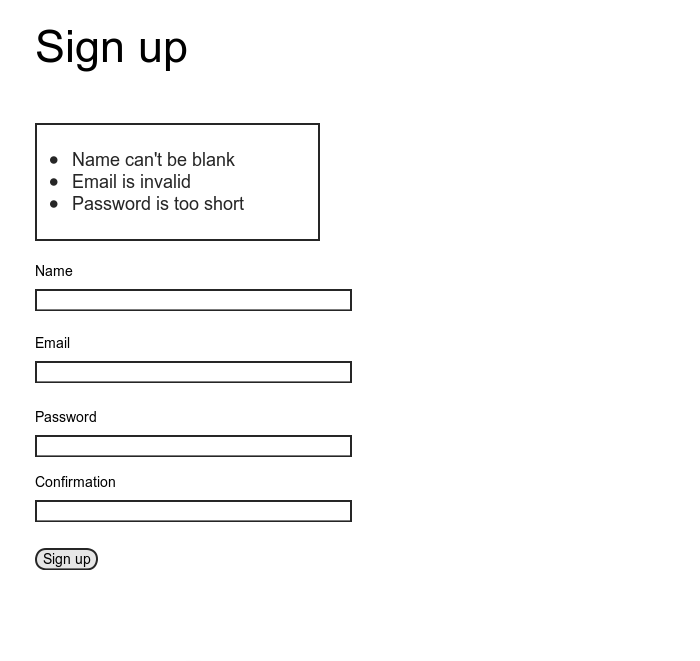 Sign up
Name can't be blank
Email is invalid
Password is too short
Name
Email
Password
Confirmation
Sign up